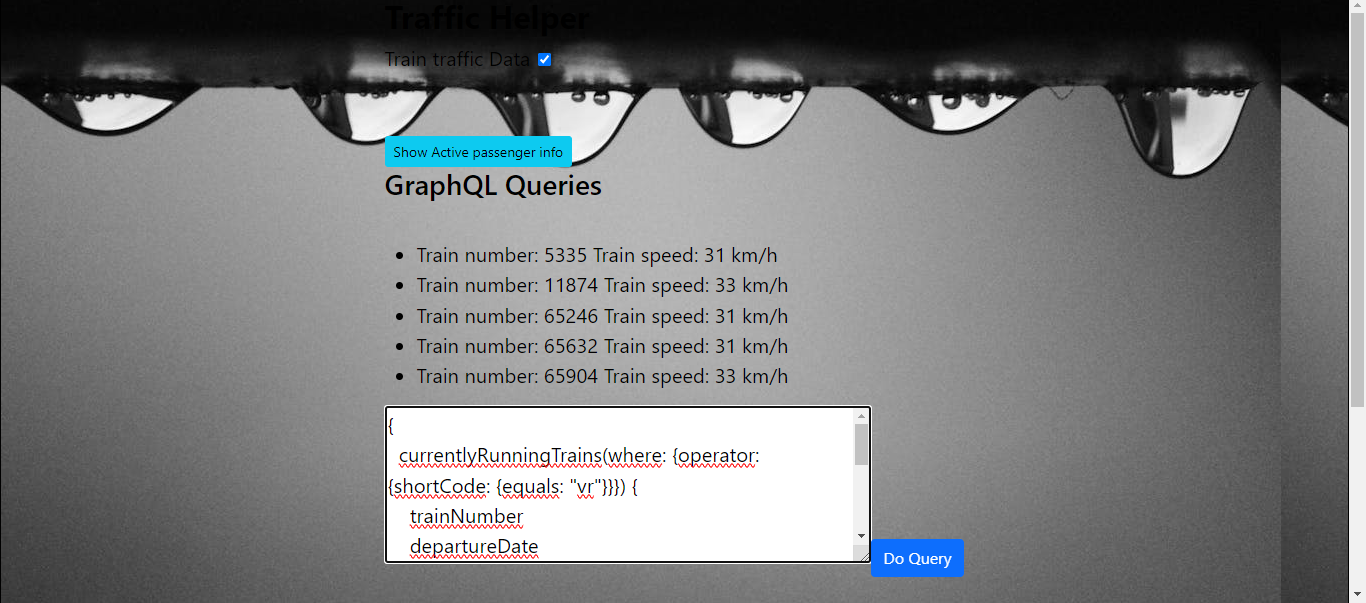 Traffic Helper
Train traffic Data
Show Active passenger info
GraphQL Queries
Train number: 5335 Train speed: 31 km/h
Train number: 11874 Train speed: 33 km/h
Train number: 65246 Train speed: 31 km/h
Train number: 65632 Train speed: 31 km/h
Train number: 65904 Train speed: 33 km/h
{
currentlyRunningTrains(where: {operator:
{shortCode: {equals: "vr"}}}) {
trainNumber
departureDate
Do Query